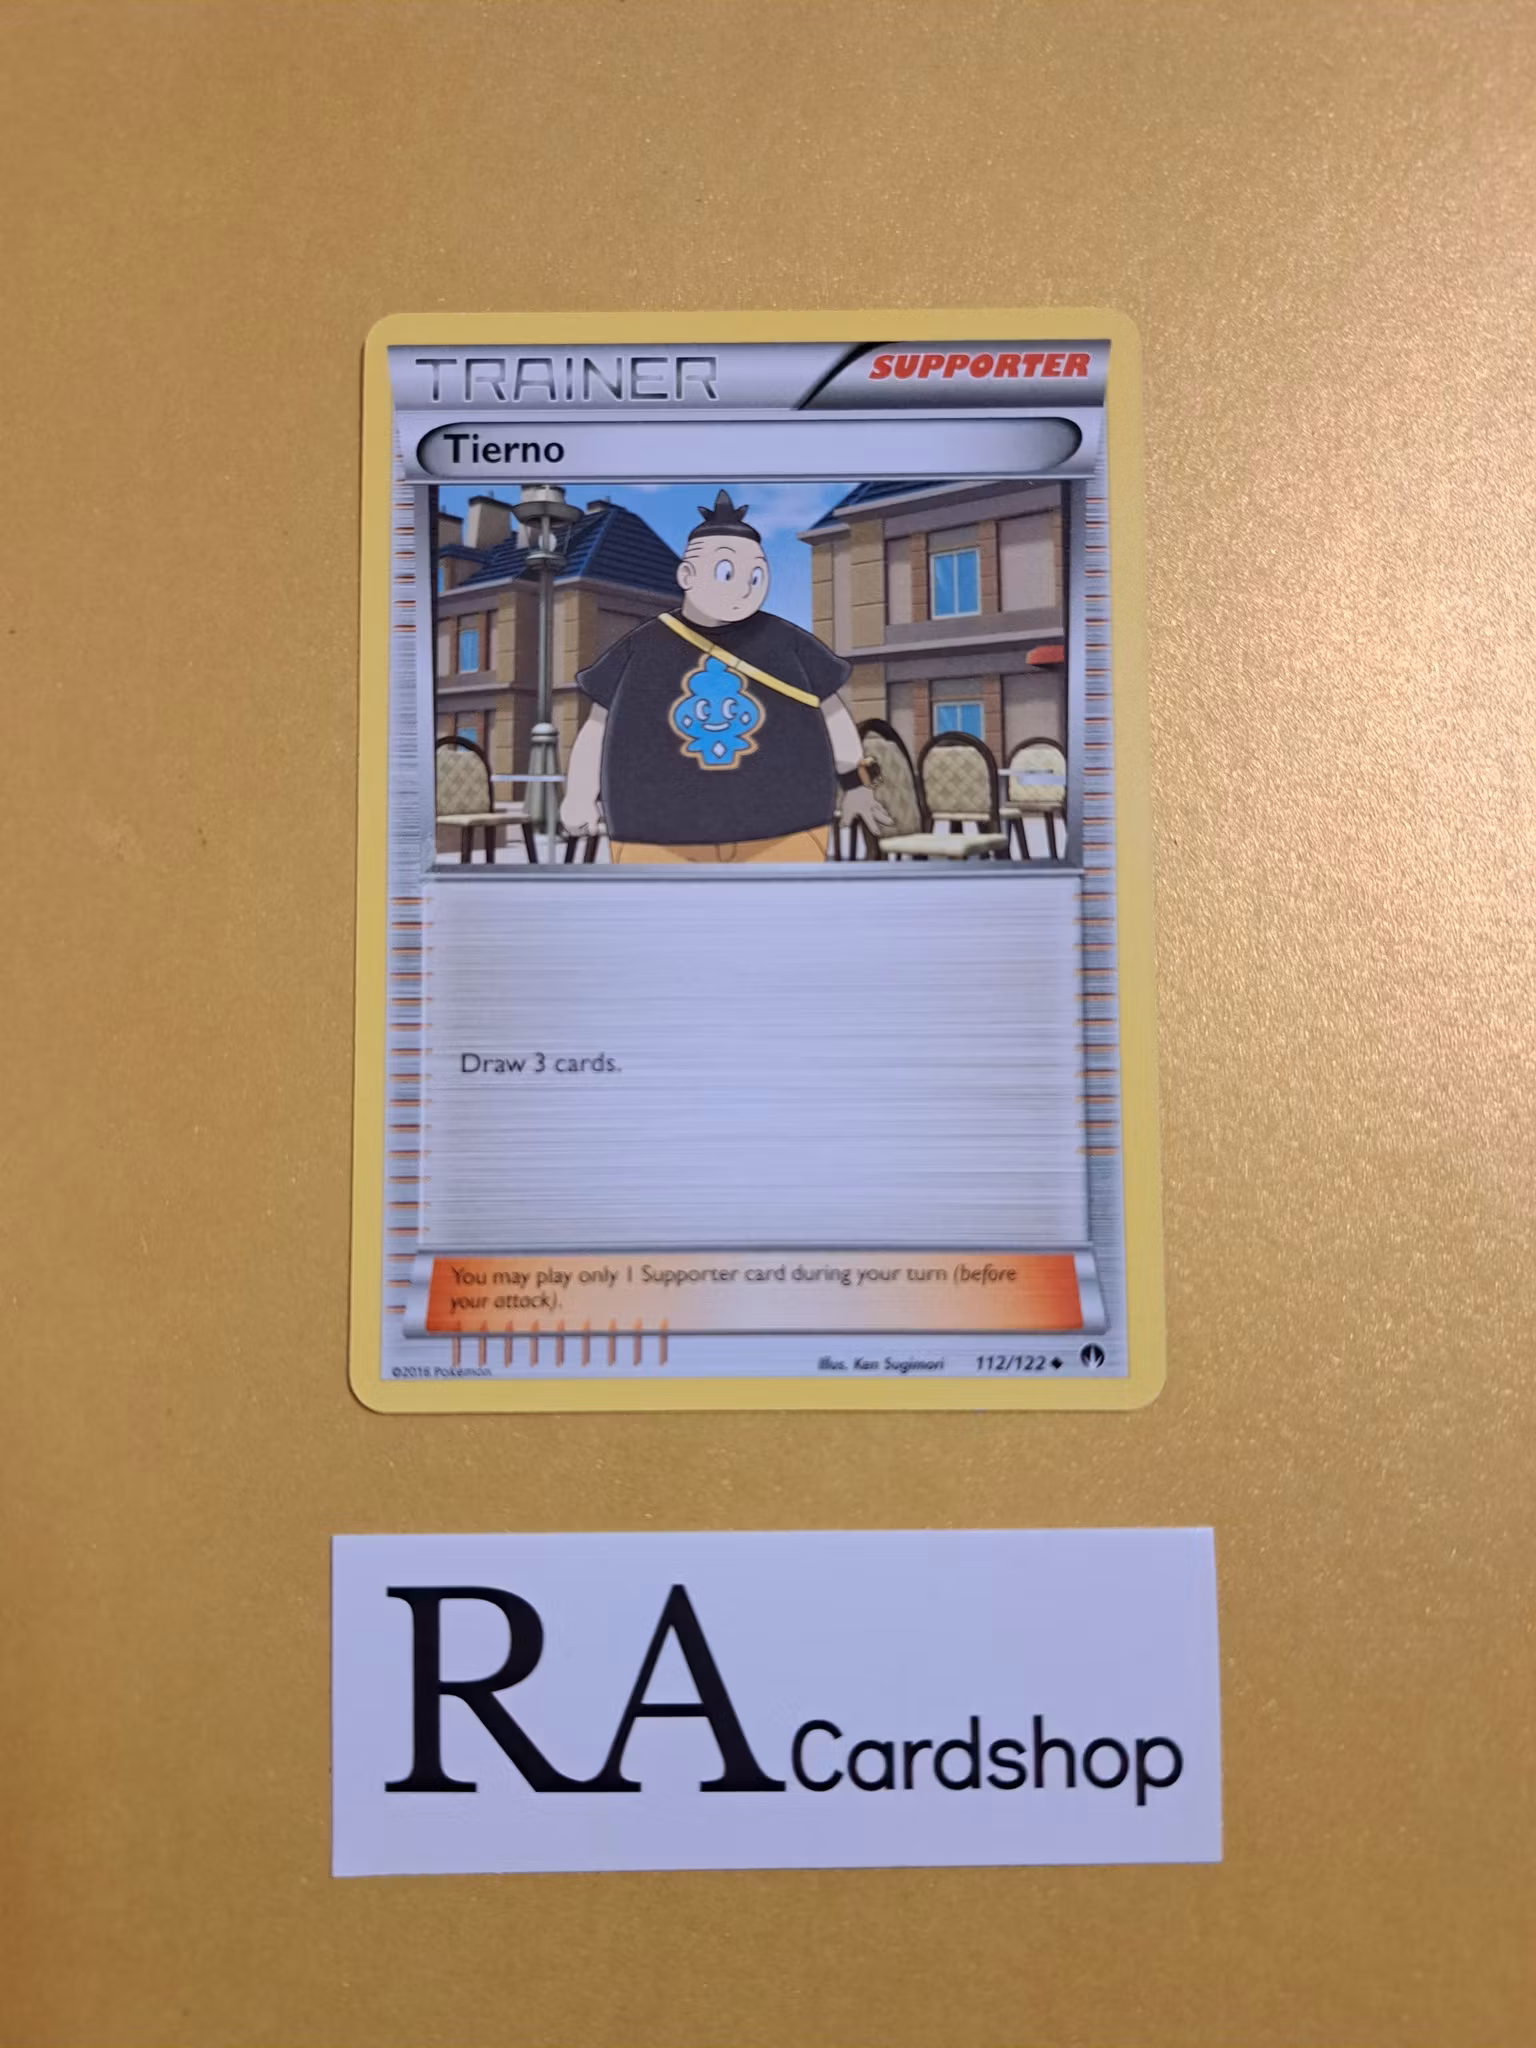 TRAINER SUPPORTER
Tierno
Draw 3 cards.
You may play only 1 Supporter card during your turn (before
your attack).
©2016 Pokémon Illus. Ken Sugimori 112/122
RA Cardshop